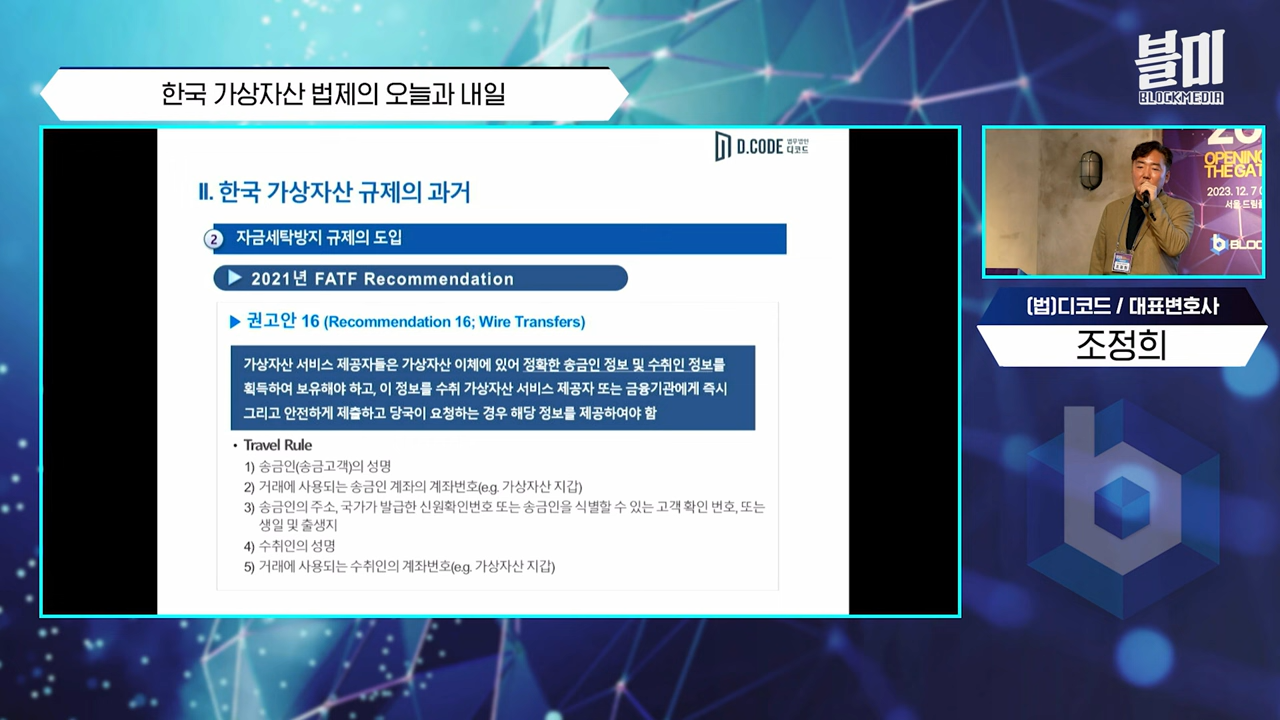 한국 가상자산 법제의 오늘과 내일
블미
BLOCKMEDIA
D.CODE 법무법인 디코드
II. 한국 가상자산 규제의 과거
2 자금세탁방지 규제의 도입
2021년 FATF Recommendation
권고안 16 (Recommendation 16; Wire Transfers)
가상자산 서비스 제공자들은 가상자산 이체에 있어 정확한 송금인 정보 및 수취인 정보를
획득하여 보유해야 하고, 이 정보를 수취 가상자산 서비스 제공자 또는 금융기관에게 즉시
그리고 안전하게 제출하고 당국이 요청하는 경우 해당 정보를 제공하여야 함
• Travel Rule
1) 송금인(송금고객)의 성명
2) 거래에 사용되는 송금인 계좌의 계좌번호(e.g. 가상자산 지갑)
3) 송금인의 주소, 국가가 발급한 신원확인번호 또는 송금인을 식별할 수 있는 고객 확인 번호, 또는
생일 및 출생지
4) 수취인의 성명
5) 거래에 사용되는 수취인의 계좌번호(e.g. 가상자산 지갑)
OPENING
THE GAT
2023. 12. 7
서울 드림
BLOC
(법)디코드 / 대표변호사
조정희